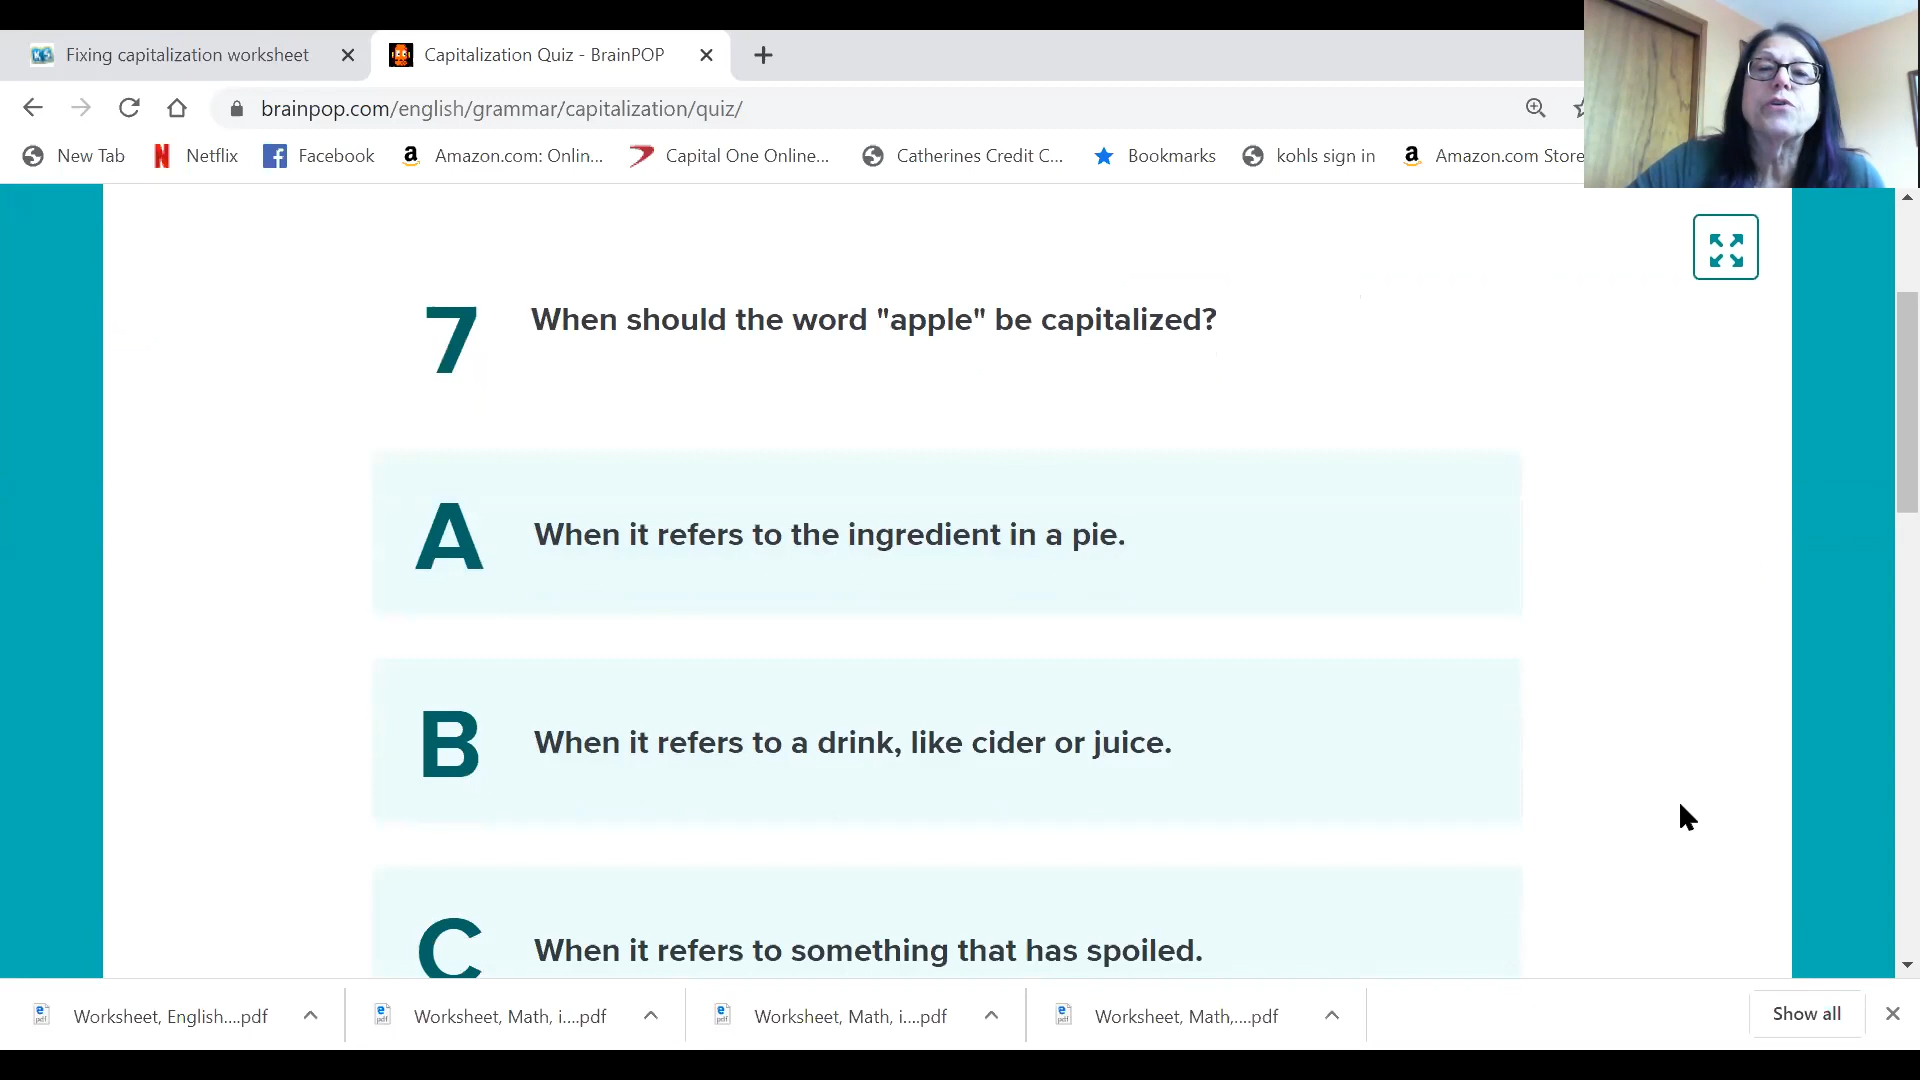 Fixing capitalization worksheet
Capitalization Quiz - BrainPOP
brainpop.com/english/grammar/capitalization/quiz/
New Tab
Netflix
Facebook
Amazon.com: Onlin...
Capital One Online...
Catherines Credit C...
Bookmarks
kohls sign in
Amazon.com Store
7 When should the word "apple" be capitalized?
A When it refers to the ingredient in a pie.
B When it refers to a drink, like cider or juice.
C When it refers to something that has spoiled.
Worksheet, English....pdf
Worksheet, Math, i....pdf
Worksheet, Math, i....pdf
Worksheet, Math,....pdf
Show all